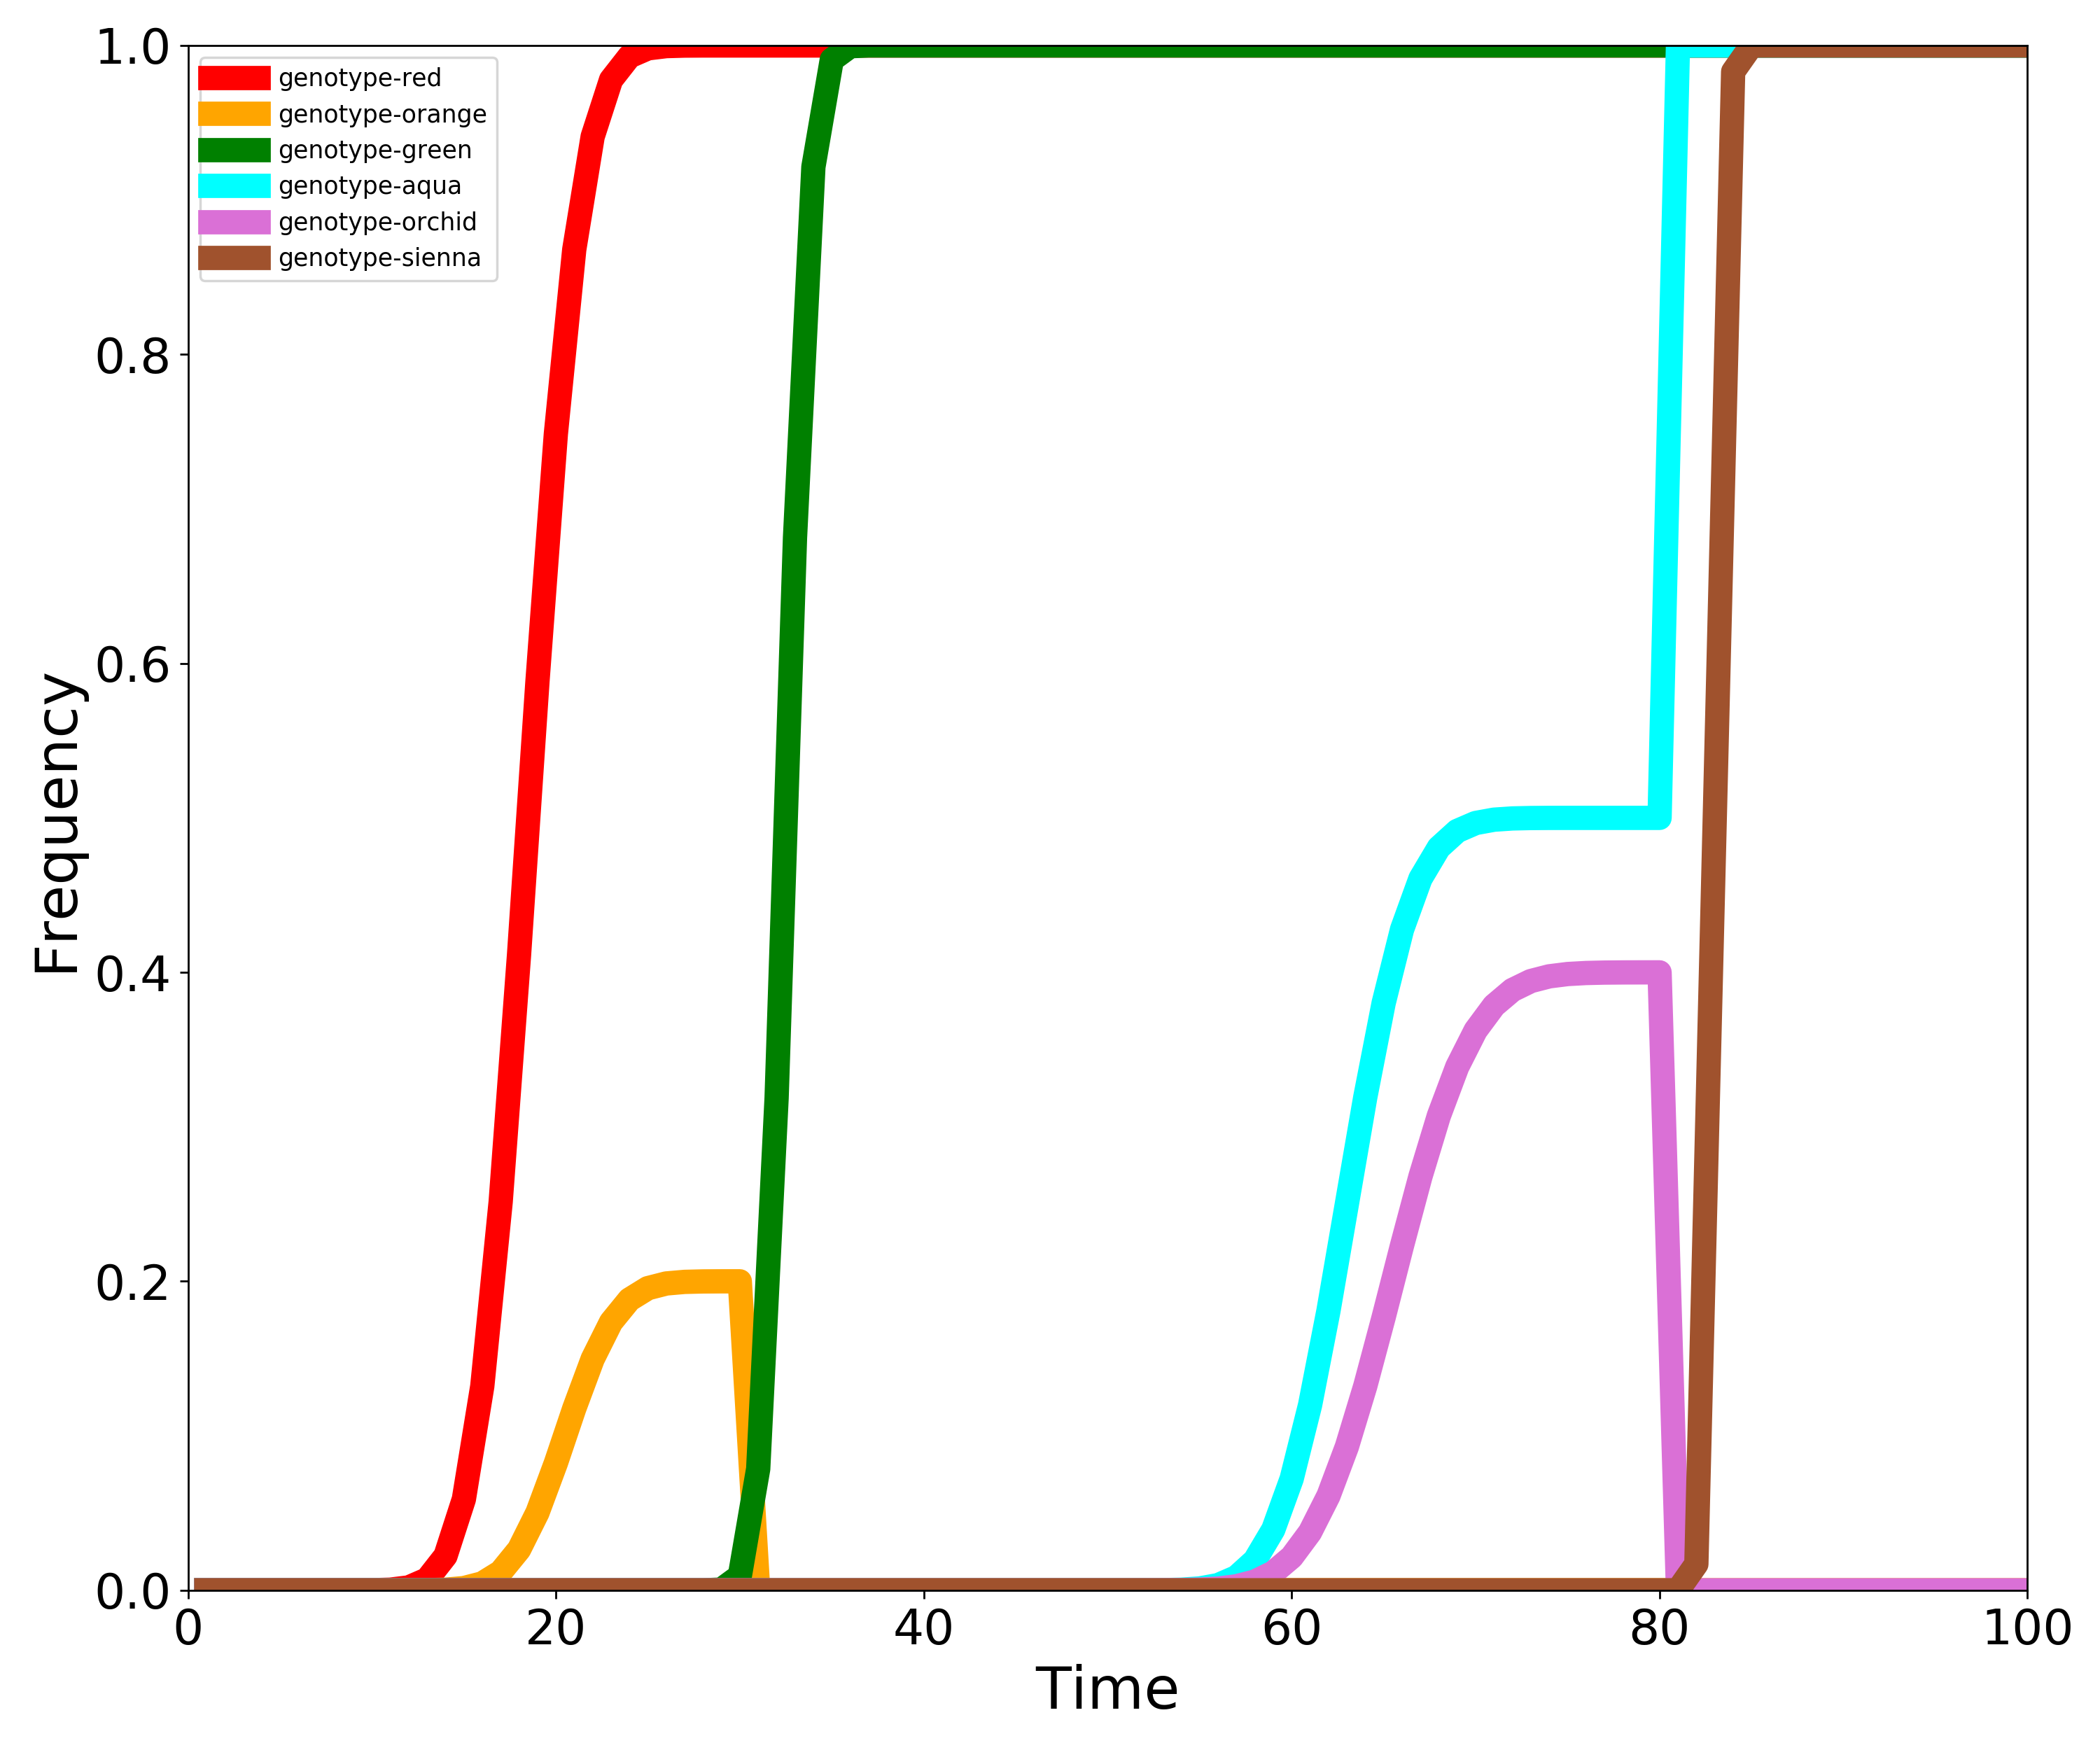 1.0
genotype-red
genotype-orange
genotype-green
genotype-aqua
genotype-orchid
genotype-sienna
0.8
0.6
0.4
0.2
0.0
Frequency
0 20 40 60 80 100
Time